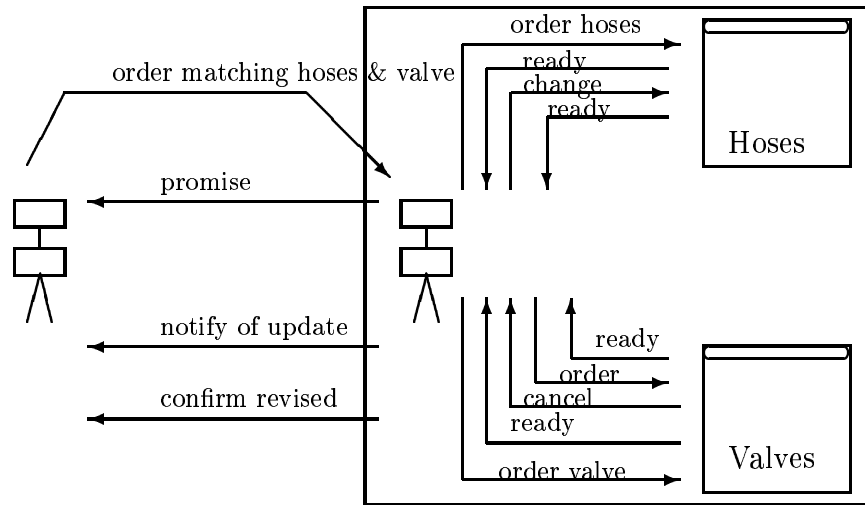 order hoses
ready
order matching hoses & valve
change
ready
Hoses
promise
notify of update
ready
order
confirm revised
cancel
ready
Valves
order valve